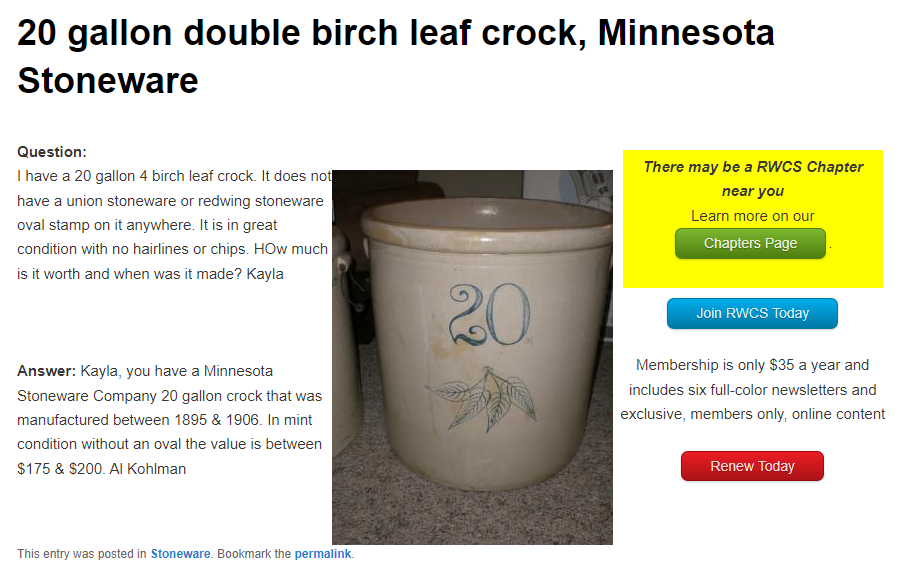 20 gallon double birch leaf crock, Minnesota
Stoneware
Question:
I have a 20 gallon 4 birch leaf crock. It does not
have a union stoneware or redwing stoneware
oval stamp on it anywhere. It is in great
condition with no hairlines or chips. HOw much
is it worth and when was it made? Kayla
Answer: Kayla, you have a Minnesota
Stoneware Company 20 gallon crock that was
manufactured between 1895 & 1906. In mint
condition without an oval the value is between
$175 & $200. Al Kohlman
20
There may be a RWCS Chapter
near you
Learn more on our
Chapters Page .
Join RWCS Today
Membership is only $35 a year and
includes six full-color newsletters and
exclusive, members only, online content
Renew Today
This entry was posted in Stoneware. Bookmark the permalink.